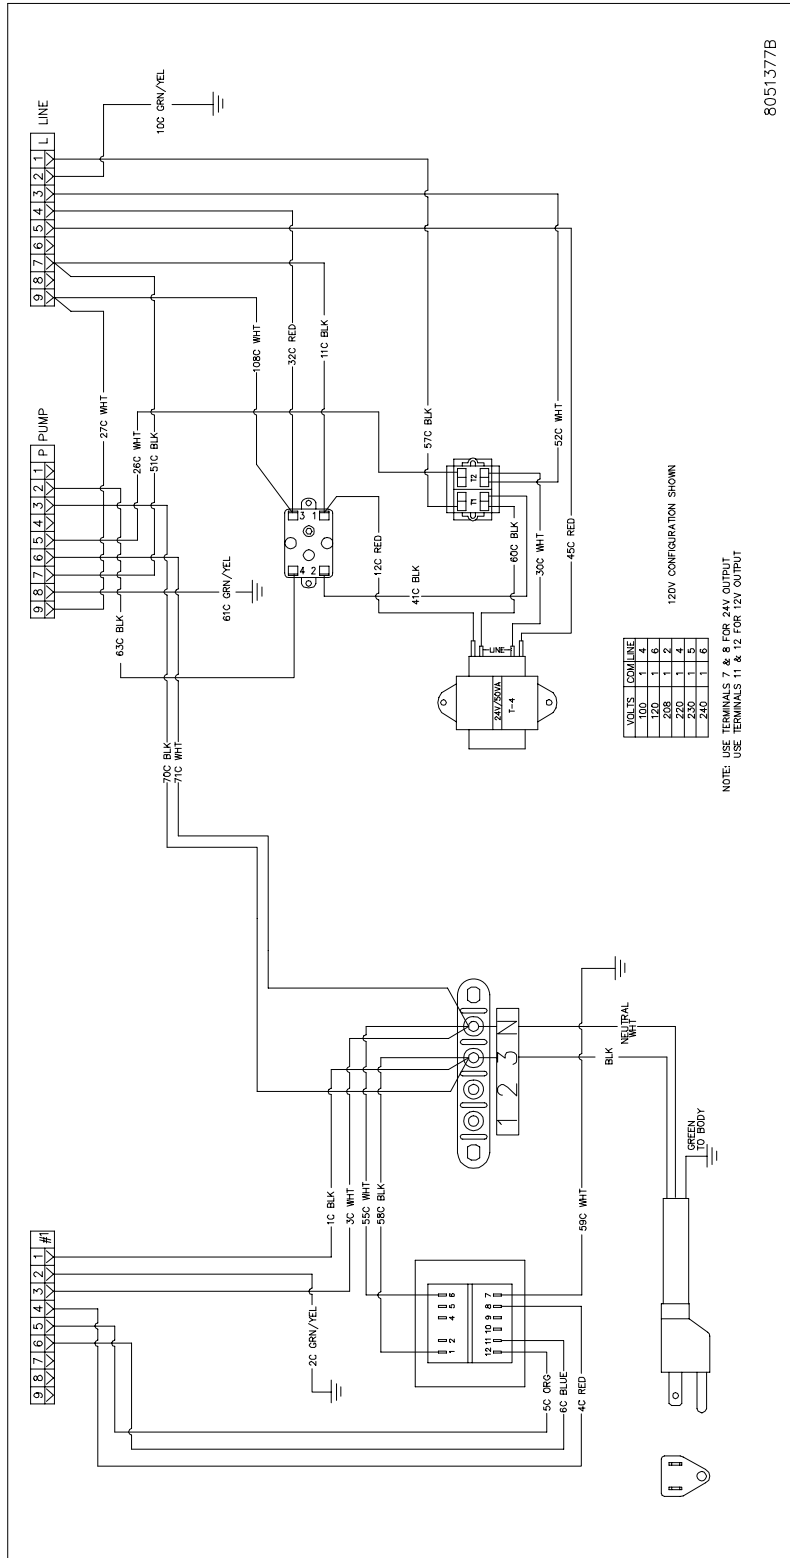 9 8 7 6 5 4 3 2 1 #1
9 8 7 6 5 4 3 2 1 P PUMP
9 8 7 6 5 4 3 2 1 L LINE
10C GRN/YEL
27C WHT
26C WHT
51C BLK
63C BLK
61C GRN/YEL
70C BLK
71C WHT
108C WHT
32C RED
11C BLK
4 3
2 1
12C RED
41C BLK
57C BLK
T1 T2
60C BLK
30C WHT
52C WHT
45C RED
LINE
24V/50VA
T-4
1C BLK
3C WHT
55C WHT
58C BLK
2C GRN/YEL
1 2 4 5 6
12 11 10 9 8 7
5C ORG
6C BLUE
4C RED
59C WHT
1 2 3 N
BLK
NEUTRAL
WHT
GREEN
TO BODY
120V CONFIGURATION SHOWN
VOLTS COM LINE
100 1 4
120 1 6
208 1 2
220 1 4
230 1 5
240 1 6
NOTE: USE TERMINALS 7 & 8 FOR 24V OUTPUT
USE TERMINALS 11 & 12 FOR 12V OUTPUT
8051377B